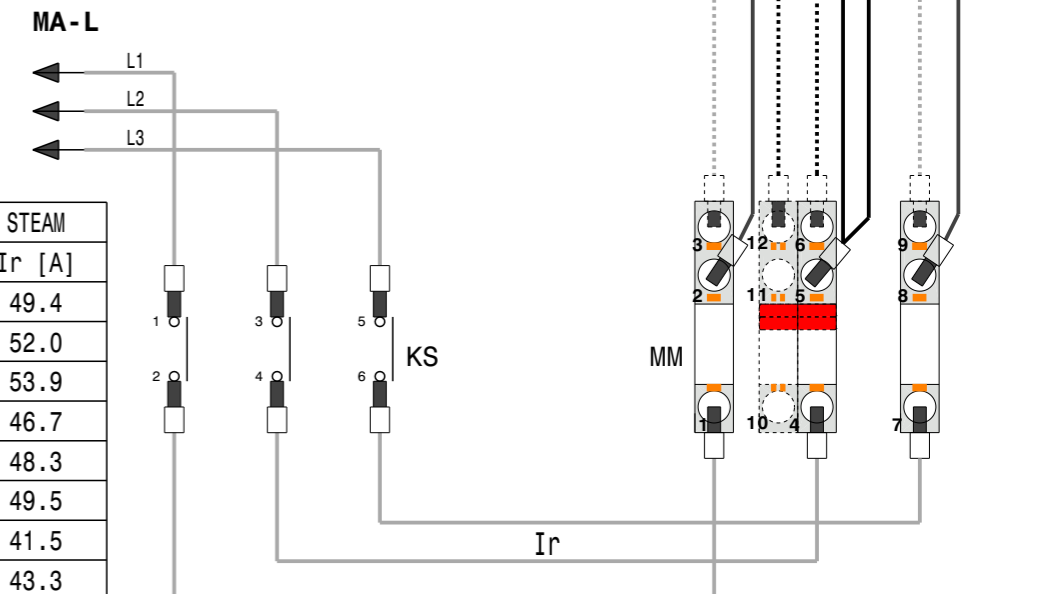 MA-L
L1
L2
L3
STEAM
Ir [A]
49.4
52.0
53.9
46.7
48.3
49.5
41.5
43.3
1 3 5
2 4 6
KS
MM
3 12 6 9
2 11 5 8
1 10 4 7
Ir